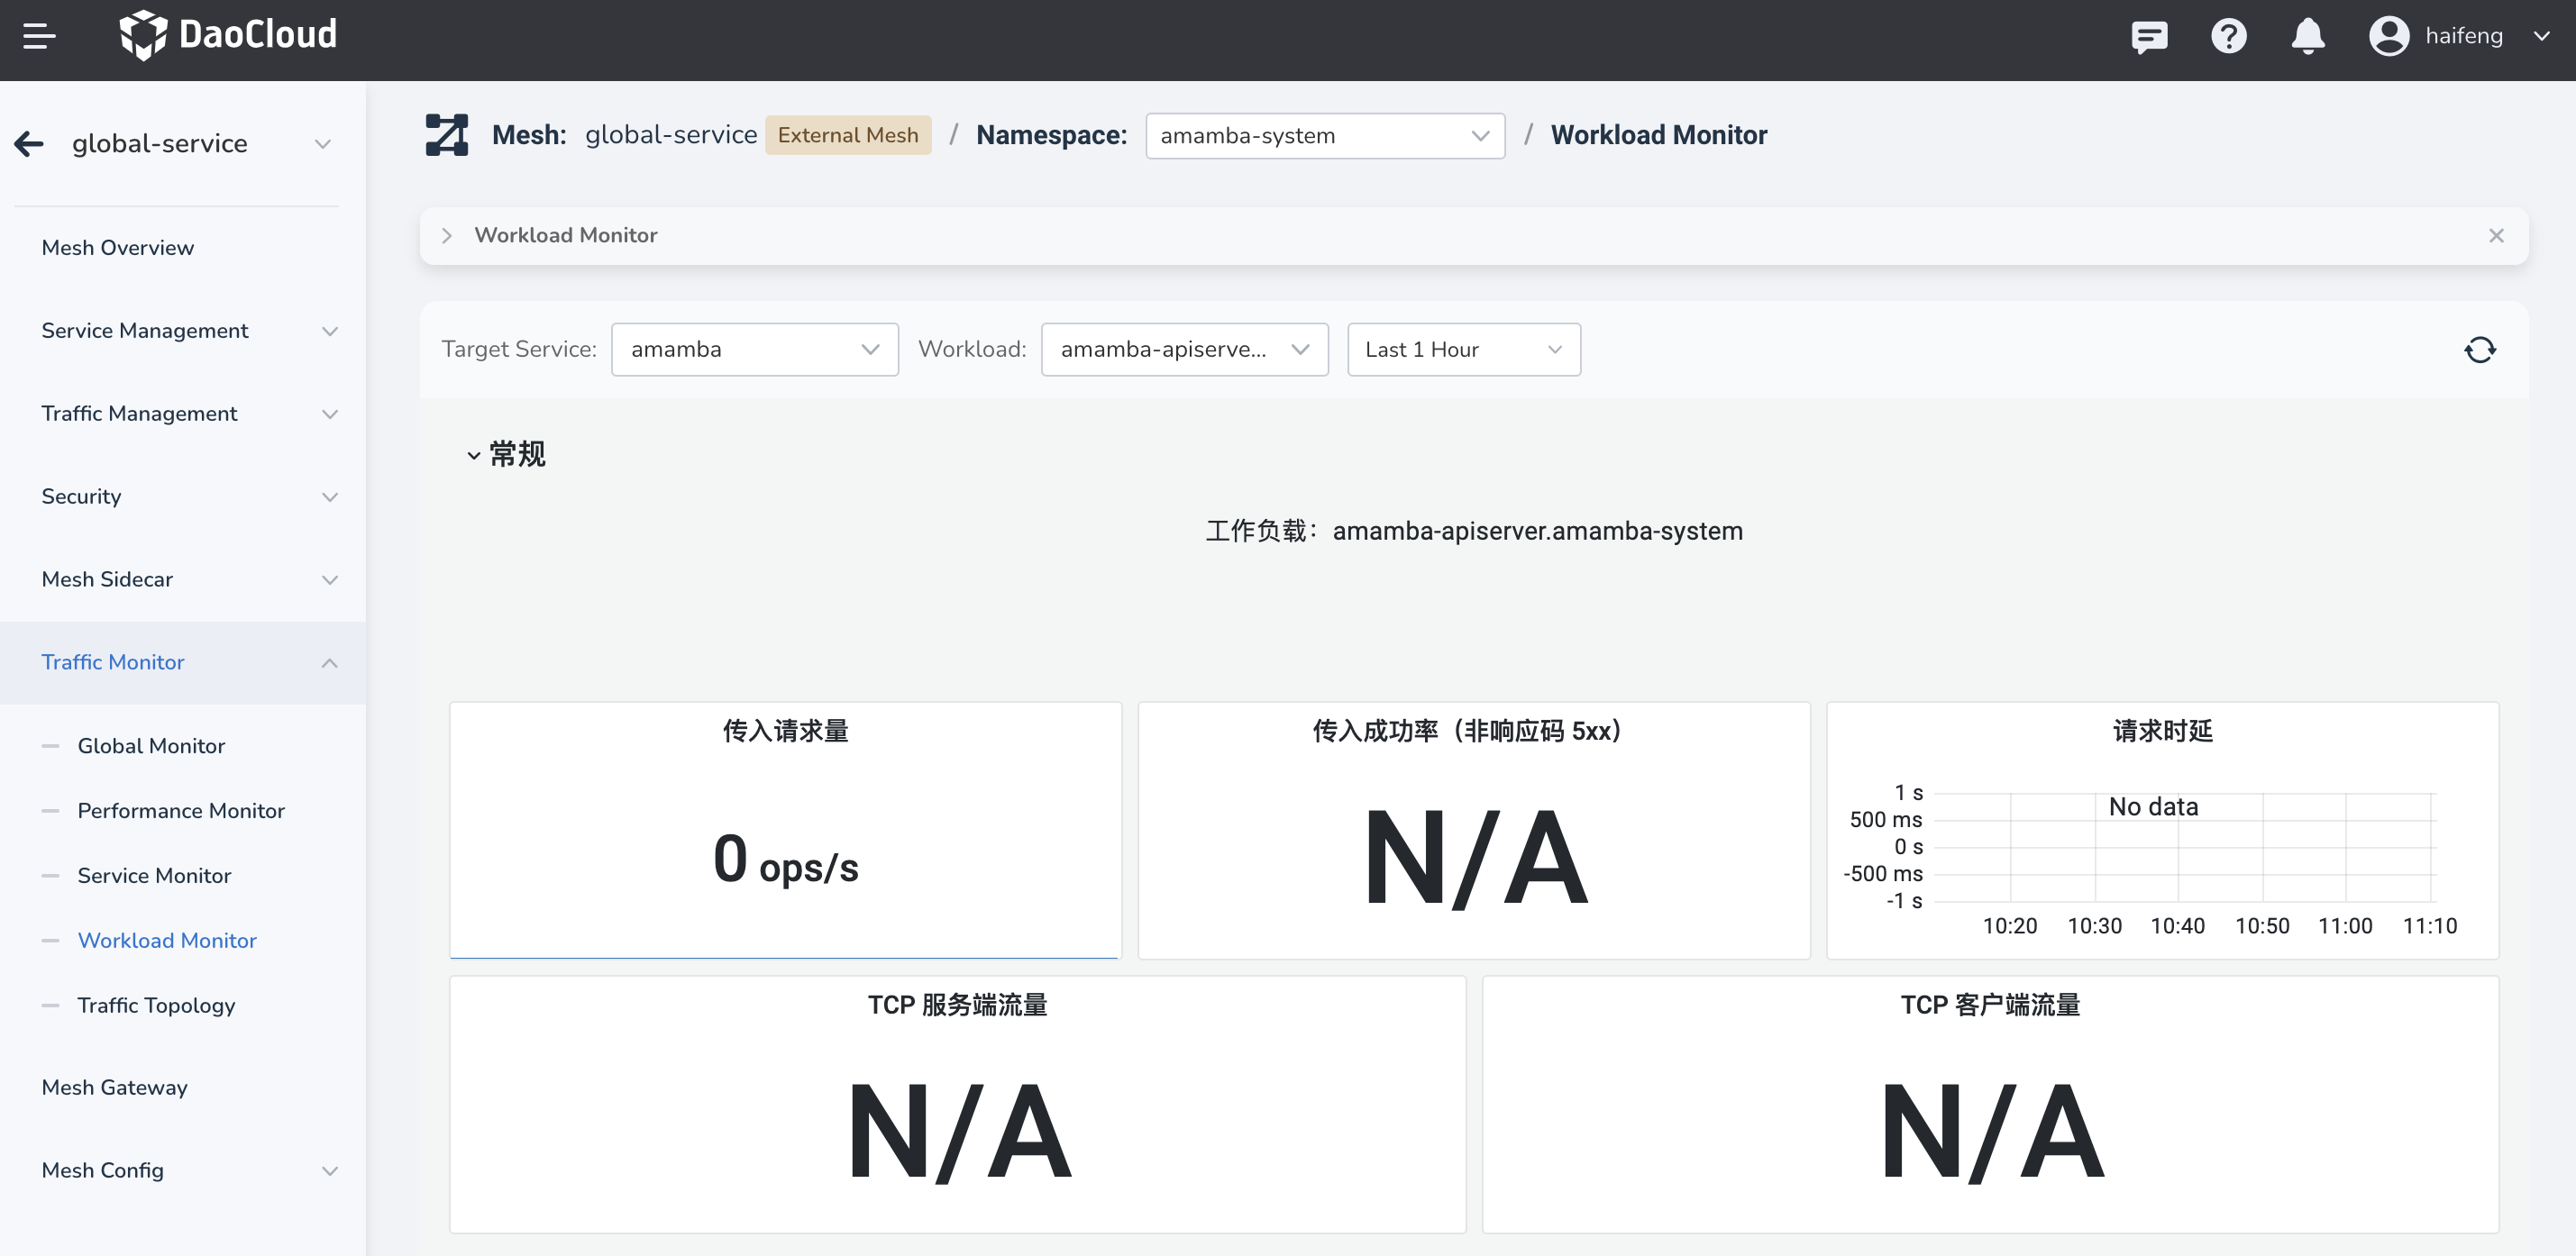 DaoCloud
haifeng
global-service
Mesh: global-service External Mesh / Namespace: amamba-system / Workload Monitor
Mesh Overview
Service Management
Traffic Management
Security
Mesh Sidecar
Traffic Monitor
Global Monitor
Performance Monitor
Service Monitor
Workload Monitor
Traffic Topology
Mesh Gateway
Mesh Config
Workload Monitor
Target Service: amamba Workload: amamba-apiserve... Last 1 Hour
常规
工作负载：amamba-apiserver.amamba-system
传入请求量
0 ops/s
传入成功率（非响应码 5xx）
N/A
请求时延
1 s
500 ms
0 s
-500 ms
-1 s
No data
10:20 10:30 10:40 10:50 11:00 11:10
TCP 服务端流量
N/A
TCP 客户端流量
N/A